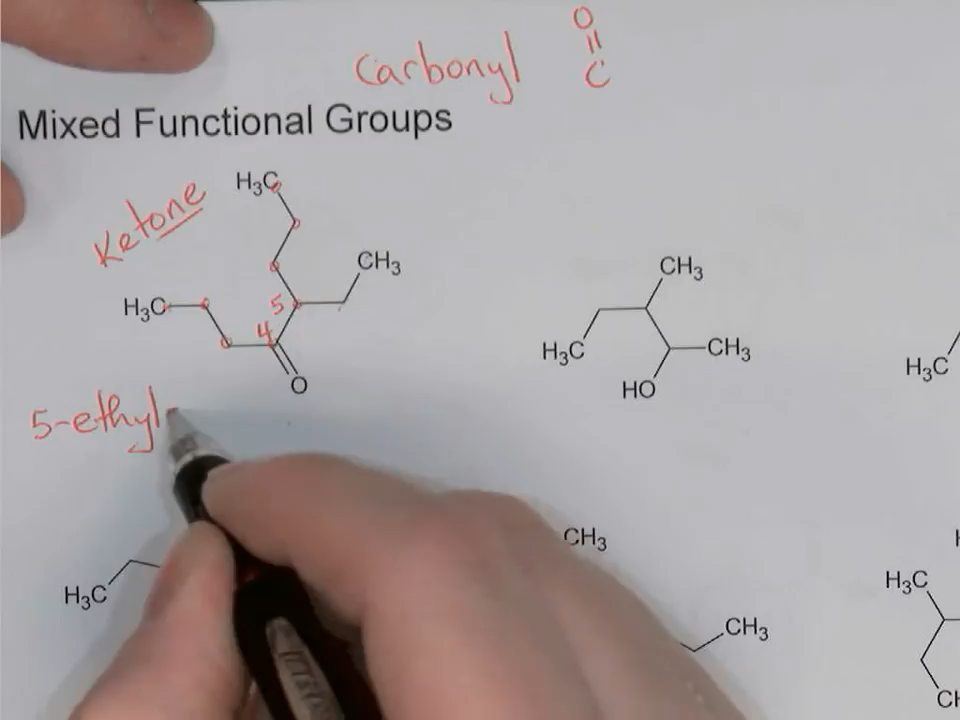 Carbonyl
O
=
C
Mixed Functional Groups
Ketone
H₃C
CH₃
5
H₃C
4
O
5-ethyl-
CH₃
H₃C
CH₃
HO
H₃C
CH₃
H₃C
CH₃
H₃C